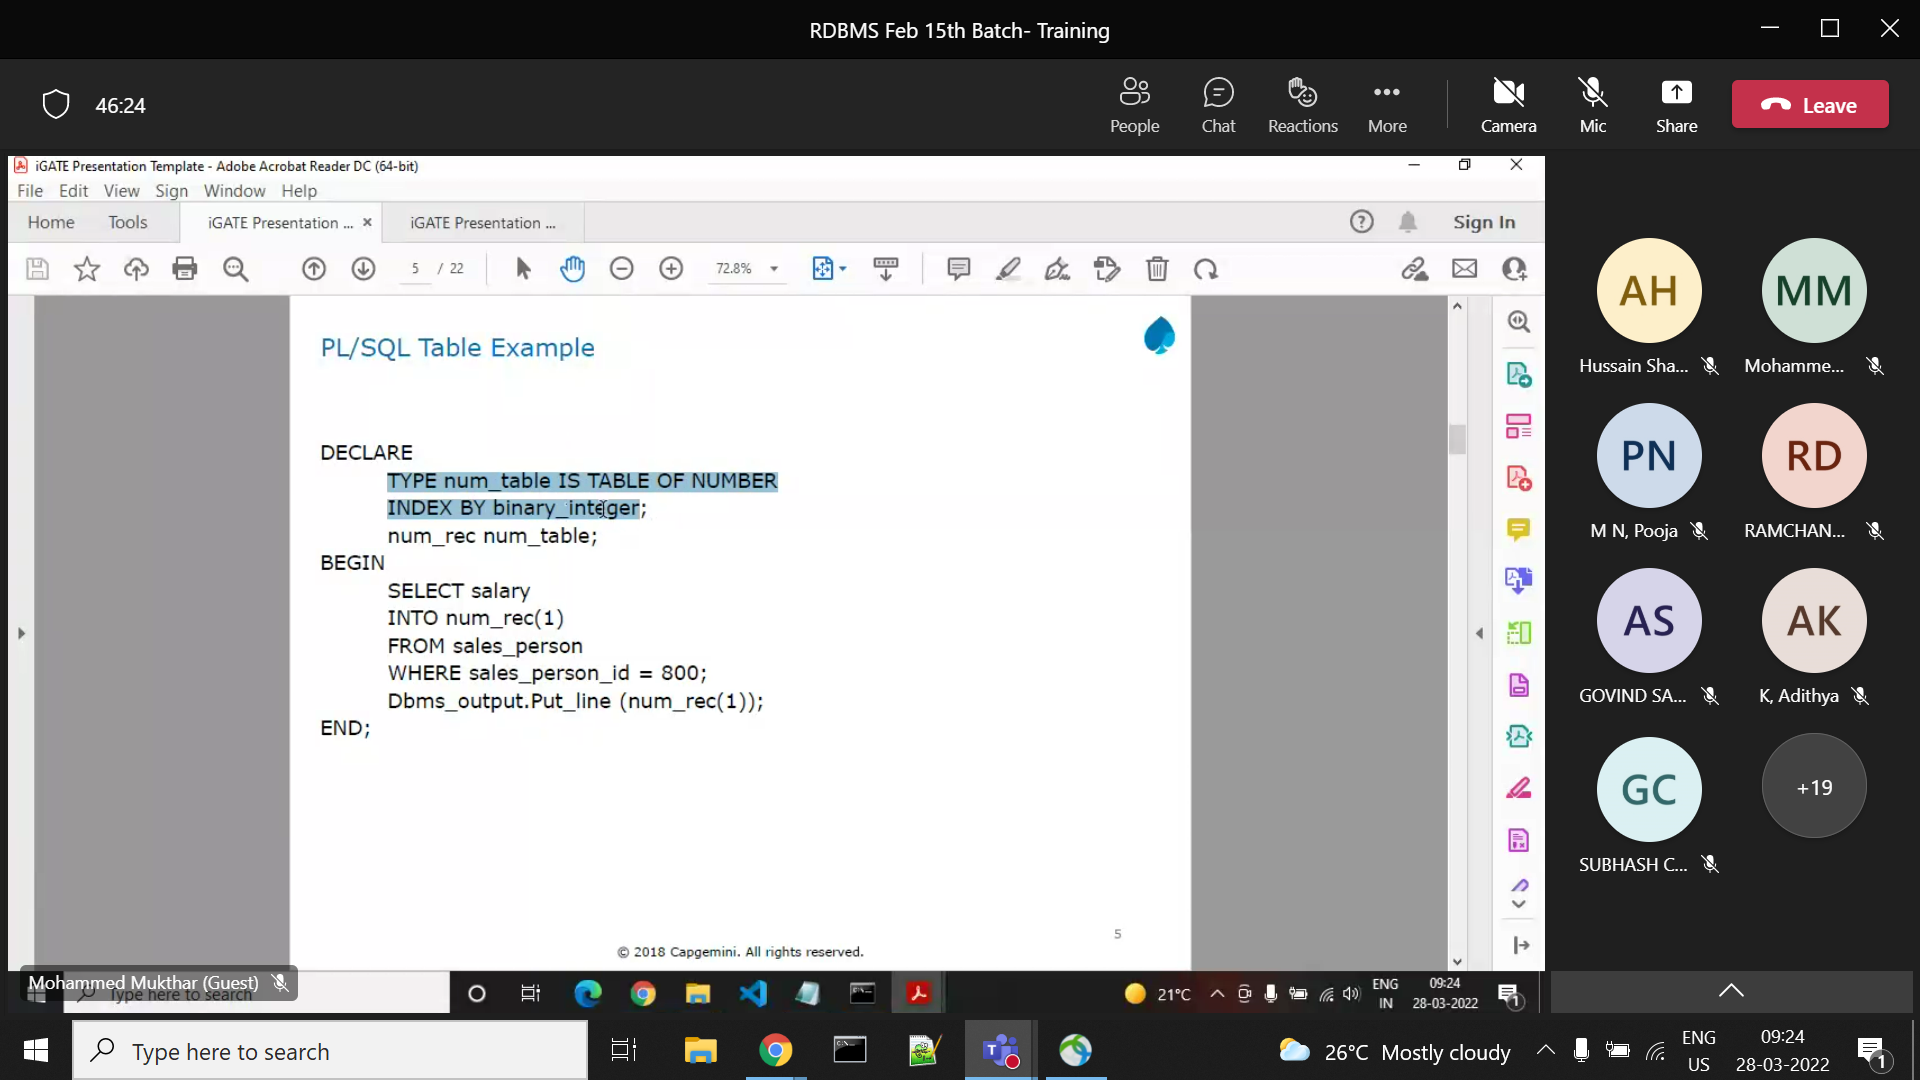 RDBMS Feb 15th Batch- Training
46:24
People
Chat
Reactions
More
Camera
Mic
Share
Leave
iGATE Presentation Template - Adobe Acrobat Reader DC (64-bit)
File Edit View Sign Window Help
Home Tools iGATE Presentation ... iGATE Presentation ... Sign In
5 / 22 72.8%
PL/SQL Table Example
DECLARE
TYPE num_table IS TABLE OF NUMBER
INDEX BY binary_integer;
num_rec num_table;
BEGIN
SELECT salary
INTO num_rec(1)
FROM sales_person
WHERE sales_person_id = 800;
Dbms_output.Put_line (num_rec(1));
END;
5
© 2018 Capgemini. All rights reserved.
AH
Hussain Sha...
MM
Mohamme...
PN
M N, Pooja
RD
RAMCHAN...
AS
GOVIND SA...
AK
K, Adithya
GC
SUBHASH C...
+19
Mohammed Mukthar (Guest)
Type here to search
21°C
ENG
IN
09:24
28-03-2022
1
Type here to search
26°C Mostly cloudy
ENG
US
09:24
28-03-2022
1